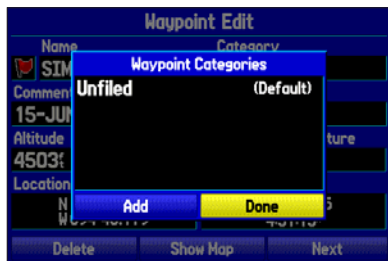 Waypoint Edit
Name Category
SIM
Waypoint Categories
Unfiled (Default)
Comment
15-JUN
Altitude ture
4503
Location
N
W
Add Done
Delete Show Map Next